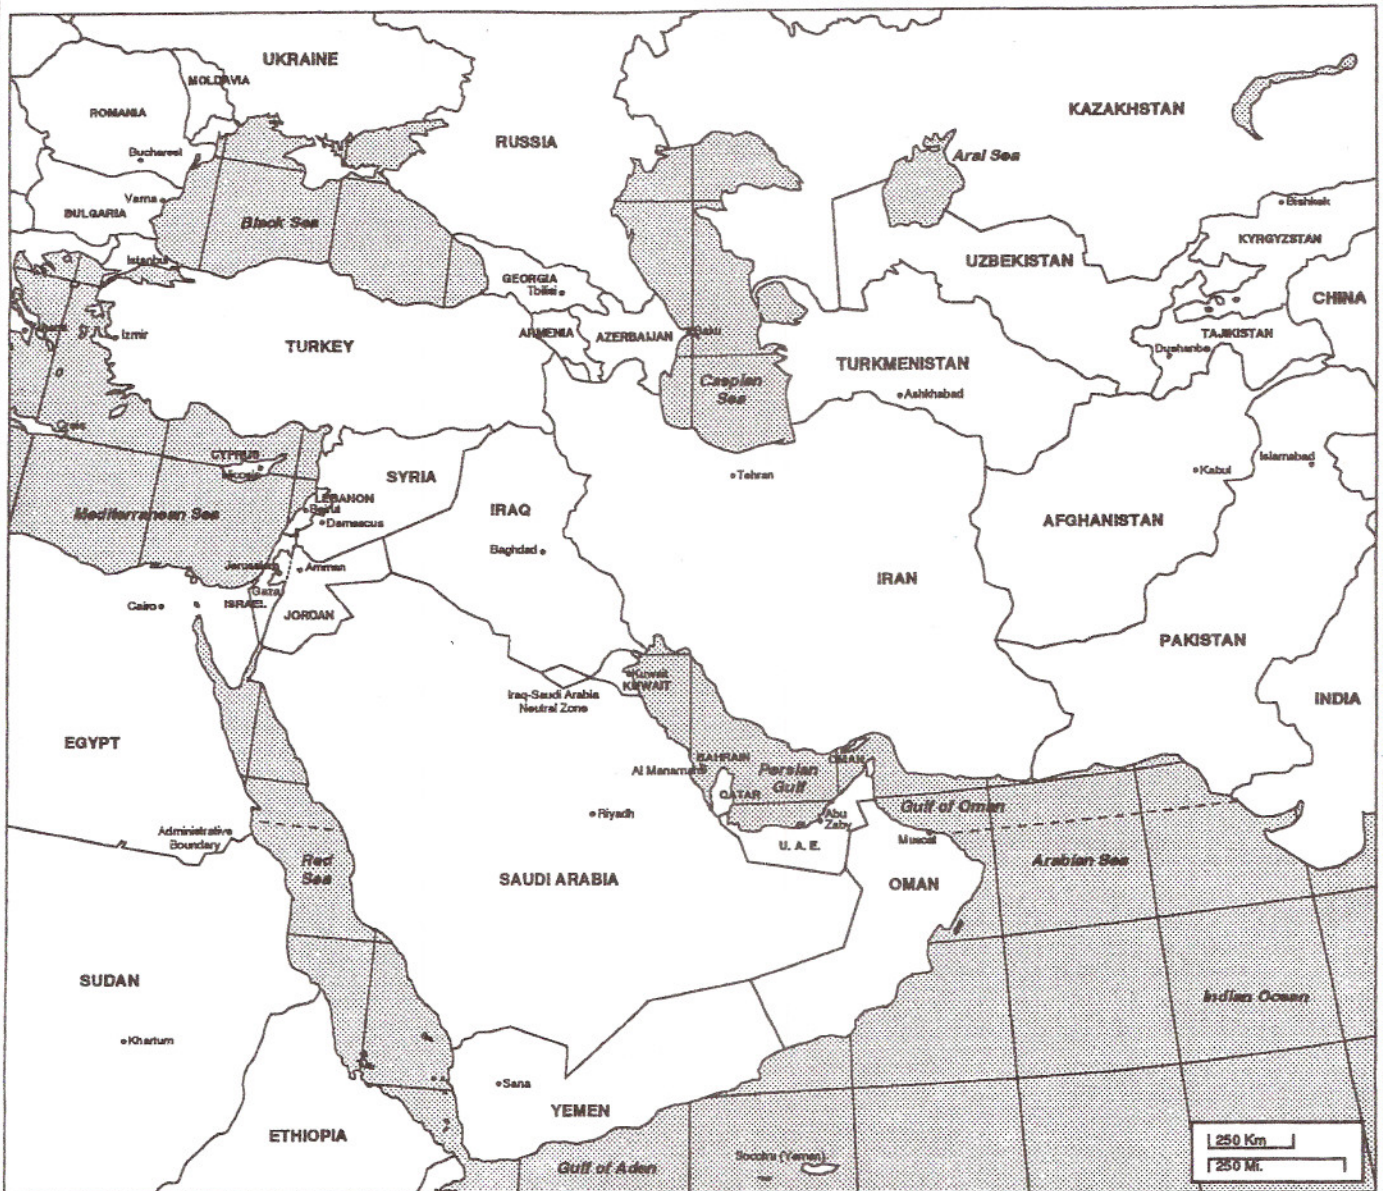 UKRAINE
MOLDAVIA
KAZAKHSTAN
ROMANIA
RUSSIA
Aral Sea
Bucharest
Varna
Bishkek
BULGARIA
Black Sea
KYRGYZSTAN
Istanbul
UZBEKISTAN
GEORGIA
Tbilisi
CHINA
Izmir
ARMENIA
AZERBAIJAN
Baku
TAJIKISTAN
TURKEY
Dushanbe
TURKMENISTAN
Caspian
Sea
Ashkhabad
Crete
CYPRUS
Nicosia
SYRIA
Tehran
Islamabad
Kabul
LEBANON
Beirut
IRAQ
Mediterranean Sea
Damascus
AFGHANISTAN
Baghdad
Jerusalem
Amman
IRAN
Gaza
Cairo
ISRAEL
JORDAN
PAKISTAN
Kuwait
KUWAIT
Iraq-Saudi Arabia
Neutral Zone
INDIA
EGYPT
BAHRAIN
OMAN
Al Manamah
Persian
Gulf
QATAR
Gulf of Oman
Riyadh
Abu
Zaby
Administrative
Boundary
Muscat
U. A. E.
Red
Sea
Arabian Sea
SAUDI ARABIA
OMAN
SUDAN
Indian Ocean
Khartum
Sana
YEMEN
ETHIOPIA
250 Km
250 Mi.
Gulf of Aden
Socotra (Yemen)